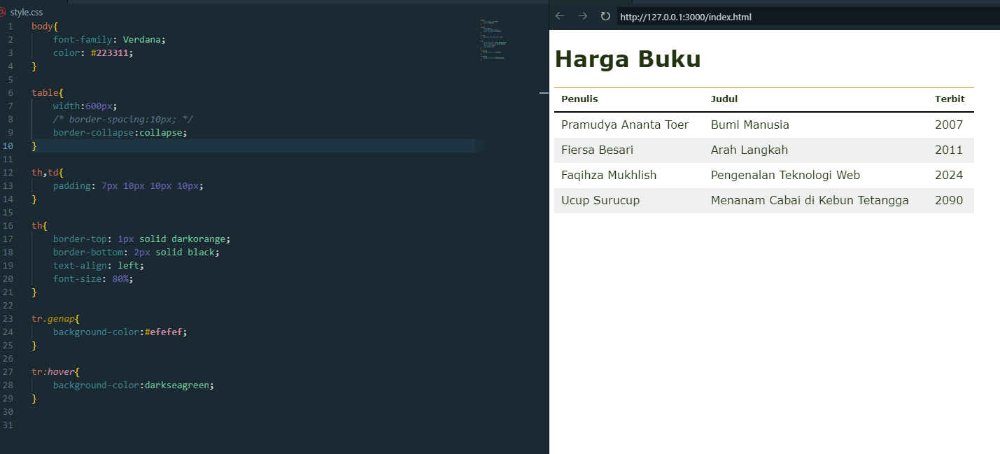 style.css
1 body{
2 font-family: Verdana;
3 color: #223311;
4 }
5
6 table{
7 width:600px;
8 /* border-spacing:10px; */
9 border-collapse:collapse;
10 }
11
12 th,td{
13 padding: 7px 10px 10px 10px;
14 }
15
16 th{
17 border-top: 1px solid darkorange;
18 border-bottom: 2px solid black;
19 text-align: left;
20 font-size: 80%;
21 }
22
23 tr.genap{
24 background-color:#efefef;
25 }
26
27 tr:hover{
28 background-color:darkseagreen;
29 }
30
31
http://127.0.0.1:3000/index.html
Harga Buku
Penulis Judul Terbit
Pramudya Ananta Toer Bumi Manusia 2007
Fiersa Besari Arah Langkah 2011
Faqihza Mukhlish Pengenalan Teknologi Web 2024
Ucup Surucup Menanam Cabai di Kebun Tetangga 2090